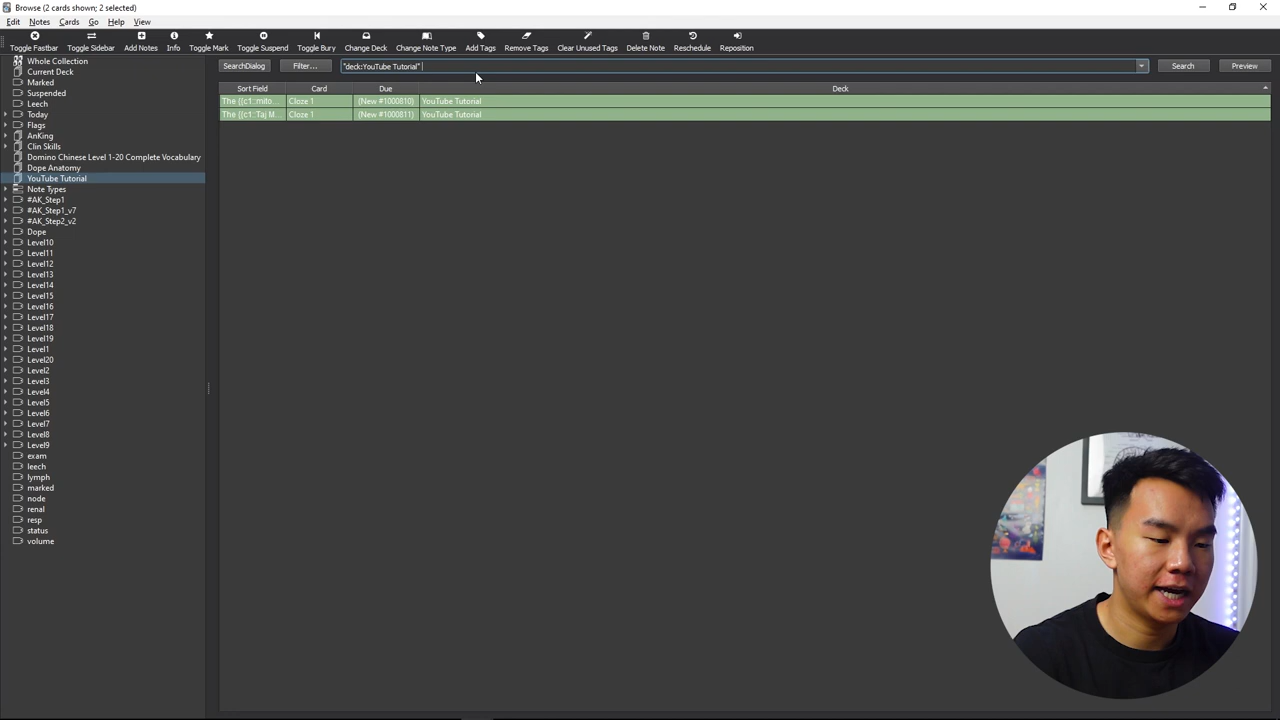 Browse (2 cards shown; 2 selected)
Edit Notes Cards Go Help View
Toggle Fastbar Toggle Sidebar Add Notes Info Toggle Mark Toggle Suspend Toggle Bury Change Deck Change Note Type Add Tags Remove Tags Clear Unused Tags Delete Note Reschedule Reposition
SearchDialog Filter... "deck:YouTube Tutorial" Search Preview
Sort Field Card Due Deck
The {{c1::mito... Cloze 1 (New #1000810) YouTube Tutorial
The {{c1::Taj M... Cloze 1 (New #1000811) YouTube Tutorial
Whole Collection
Current Deck
Marked
Suspended
Leech
Today
Flags
AnKing
Clin Skills
Domino Chinese Level 1-20 Complete Vocabulary
Dope Anatomy
YouTube Tutorial
Note Types
#AK_Step1
#AK_Step1_v7
#AK_Step2_v2
Dope
Level10
Level11
Level12
Level13
Level14
Level15
Level16
Level17
Level18
Level19
Level1
Level20
Level2
Level3
Level4
Level5
Level6
Level7
Level8
Level9
exam
leech
lymph
marked
node
renal
resp
status
volume